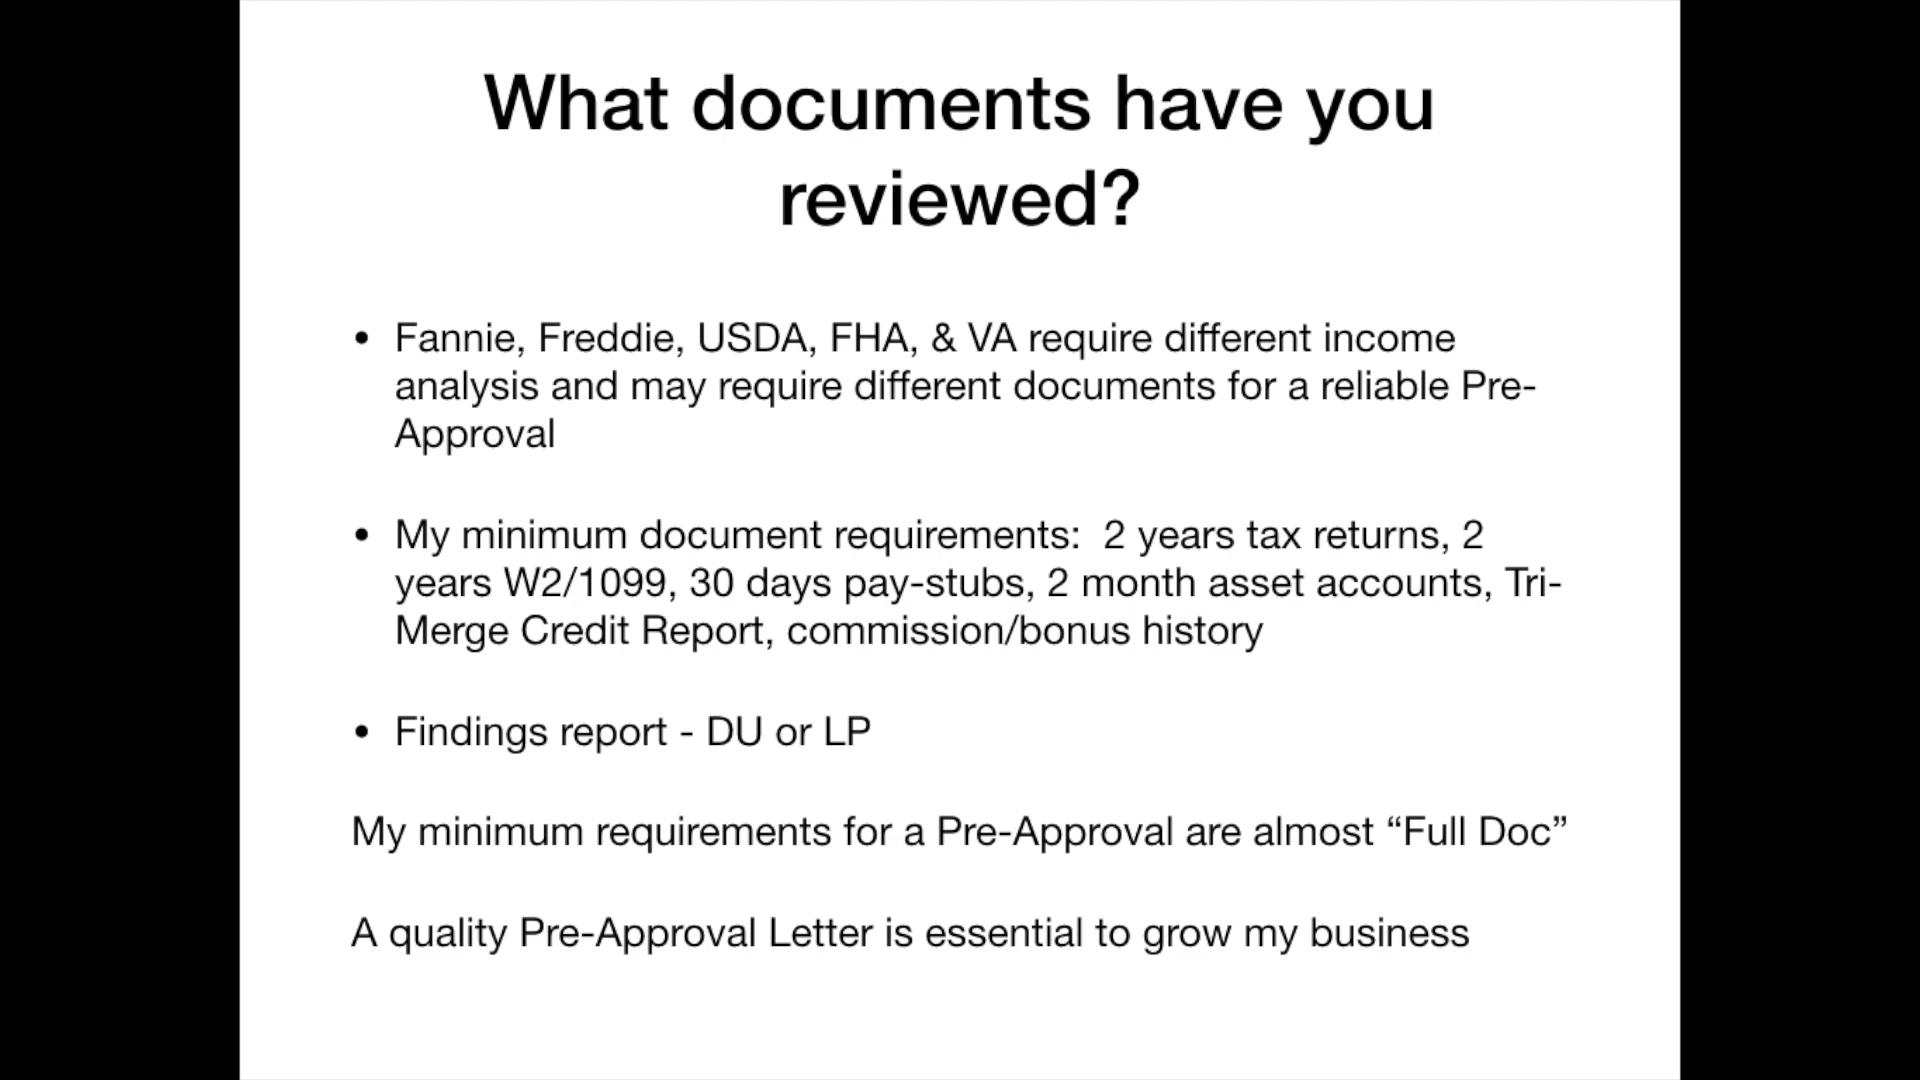 What documents have you
reviewed?
• Fannie, Freddie, USDA, FHA, & VA require different income
analysis and may require different documents for a reliable Pre-
Approval
• My minimum document requirements:  2 years tax returns, 2
years W2/1099, 30 days pay-stubs, 2 month asset accounts, Tri-
Merge Credit Report, commission/bonus history
• Findings report - DU or LP
My minimum requirements for a Pre-Approval are almost “Full Doc”
A quality Pre-Approval Letter is essential to grow my business